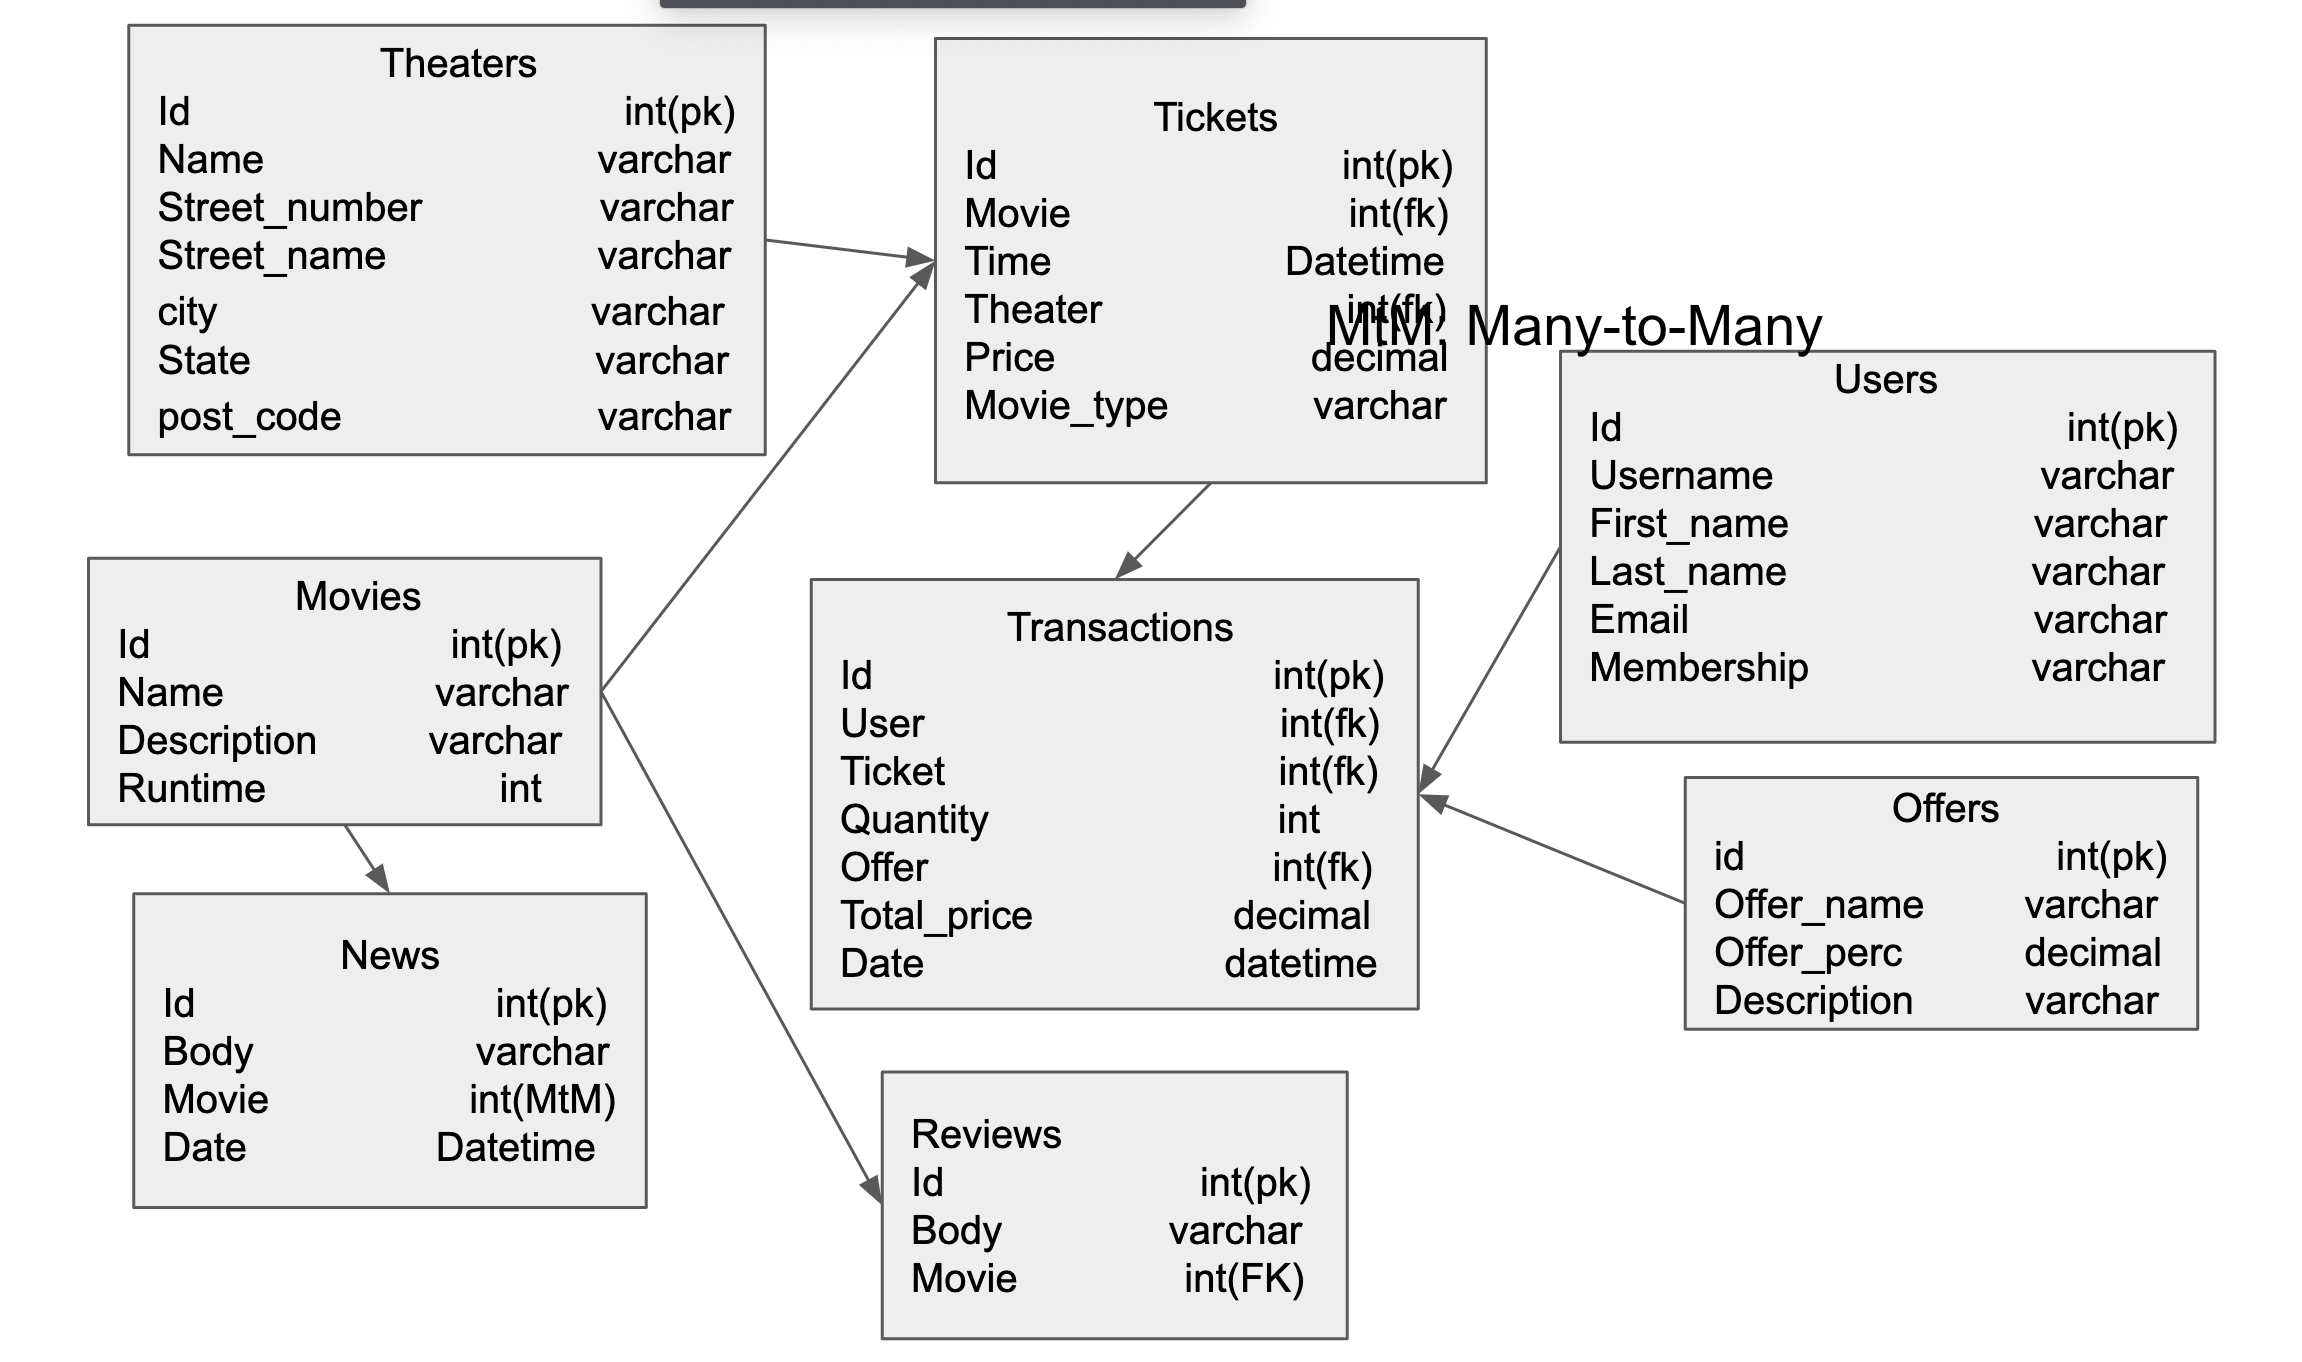 Theaters
Id int(pk)
Name varchar
Street_number varchar
Street_name varchar
city varchar
State varchar
post_code varchar
Tickets
Id int(pk)
Movie int(fk)
Time Datetime
Theater int(fk)
Price decimal
Movie_type varchar
MtM: Many-to-Many
Users
Id int(pk)
Username varchar
First_name varchar
Last_name varchar
Email varchar
Membership varchar
Movies
Id int(pk)
Name varchar
Description varchar
Runtime int
Transactions
Id int(pk)
User int(fk)
Ticket int(fk)
Quantity int
Offer int(fk)
Total_price decimal
Date datetime
Offers
id int(pk)
Offer_name varchar
Offer_perc decimal
Description varchar
News
Id int(pk)
Body varchar
Movie int(MtM)
Date Datetime
Reviews
Id int(pk)
Body varchar
Movie int(FK)